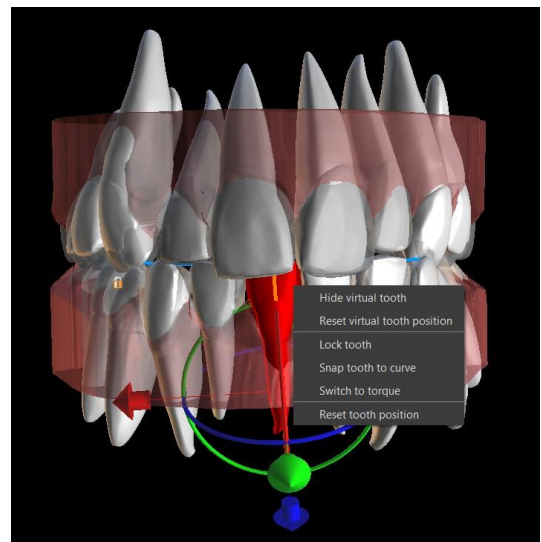 Hide virtual tooth
Reset virtual tooth position
Lock tooth
Snap tooth to curve
Switch to torque
Reset tooth position